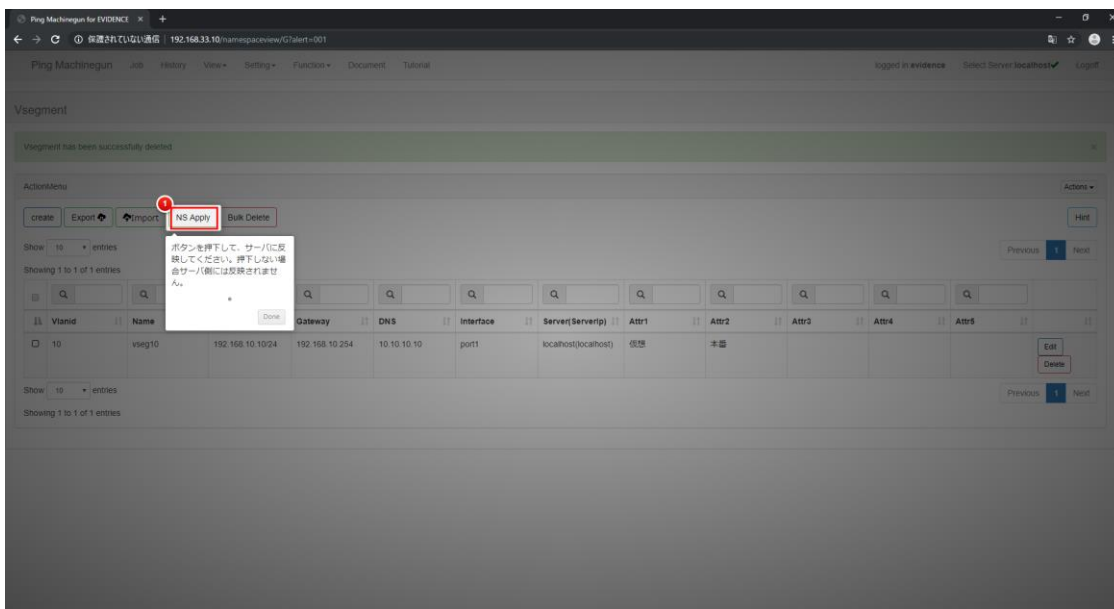 Ping Machinegun for EVIDENCE × +
保護されていない通信 | 192.168.33.10/namespaceview/G?alert=001
Ping Machinegun Job History View Setting Function Document Tutorial logged in evidence Select Server localhost Logoff
Vsegment
Vsegment has been successfully deleted ×
ActionMenu Actions
create Export Import 1 NS Apply Bulk Delete Hint
Show 10 entries Previous 1 Next
Showing 1 to 1 of 1 entries
ボタンを押下して、サーバに反
映してください。押下しない場
合サーバ側には反映されませ
ん。
Done
Vlanid Name Gateway DNS Interface Server(ServerIp) Attr1 Attr2 Attr3 Attr4 Attr5
10 vseg10 192.168.10.10/24 192.168.10.254 10.10.10.10 port1 localhost(localhost) 仮想 本番 Edit
Delete
Show 10 entries Previous 1 Next
Showing 1 to 1 of 1 entries